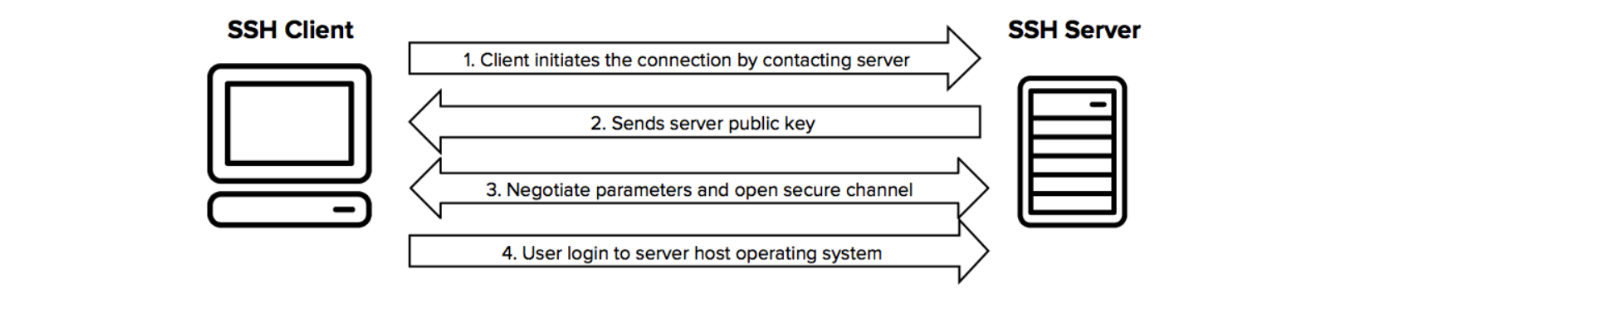 SSH Client
SSH Server
1. Client initiates the connection by contacting server
2. Sends server public key
3. Negotiate parameters and open secure channel
4. User login to server host operating system